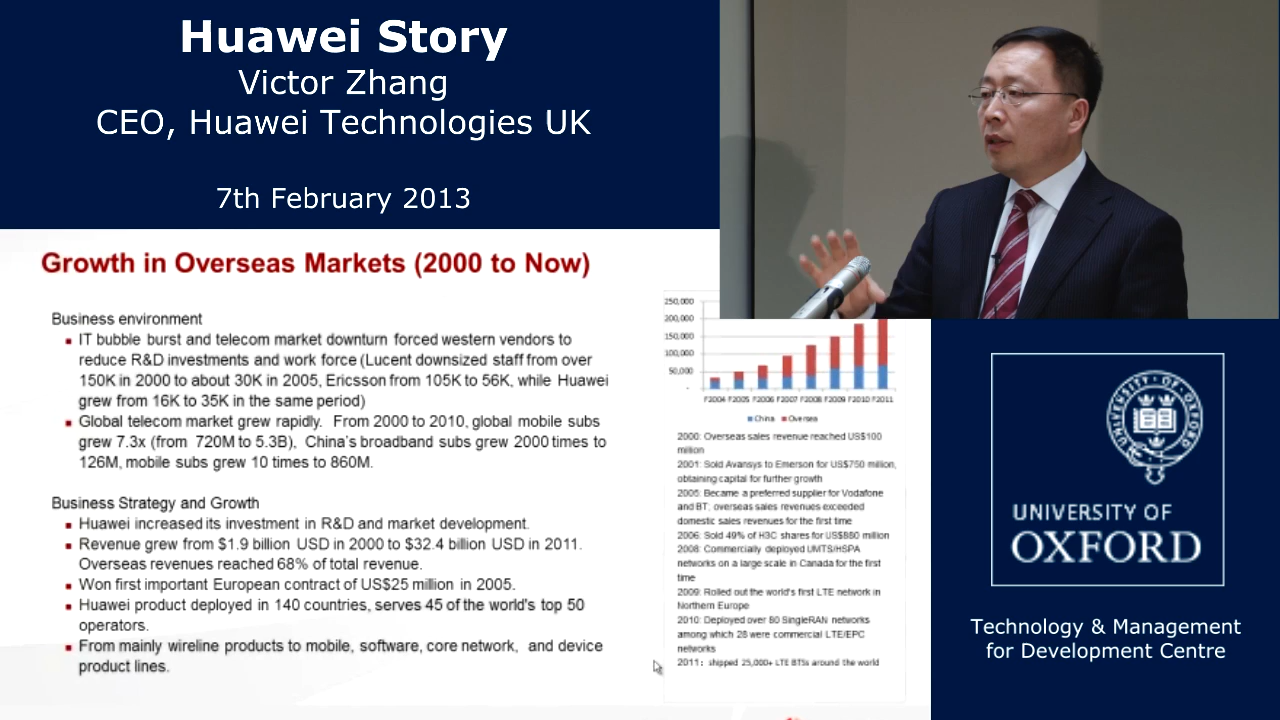 Huawei Story
Victor Zhang
CEO, Huawei Technologies UK
7th February 2013
Growth in Overseas Markets (2000 to Now)
Business environment
IT bubble burst and telecom market downturn forced western vendors to
reduce R&D investments and work force (Lucent downsized staff from over
150K in 2000 to about 30K in 2005, Ericsson from 105K to 56K, while Huawei
grew from 16K to 35K in the same period)
Global telecom market grew rapidly. From 2000 to 2010, global mobile subs
grew 7.3x (from 720M to 5.3B), China's broadband subs grew 2000 times to
126M, mobile subs grew 10 times to 860M.
Business Strategy and Growth
Huawei increased its investment in R&D and market development.
Revenue grew from $1.9 billion USD in 2000 to $32.4 billion USD in 2011.
Overseas revenues reached 68% of total revenue.
Won first important European contract of US$25 million in 2005.
Huawei product deployed in 140 countries, serves 45 of the world's top 50
operators.
From mainly wireline products to mobile, software, core network, and device
product lines.
250,000
200,000
150,000
100,000
50,000
-
F2004 F2005 F2006 F2007 F2008 F2009 F2010 F2011
China Oversea
2000: Overseas sales revenue reached US$100
million
2001: Sold Avansys to Emerson for US$750 million,
obtaining capital for further growth
2005: Became a preferred supplier for Vodafone
and BT; overseas sales revenues exceeded
domestic sales revenues for the first time
2006: Sold 49% of H3C shares for US$880 million
2008: Commercially deployed UMTS/HSPA
networks on a large scale in Canada for the first
time
2009: Rolled out the world's first LTE network in
Northern Europe
2010: Deployed over 80 SingleRAN networks
among which 28 were commercial LTE/EPC
networks
2011: shipped 25,000+ LTE BTSs around the world
UNIVERSITY OF
OXFORD
Technology & Management
for Development Centre